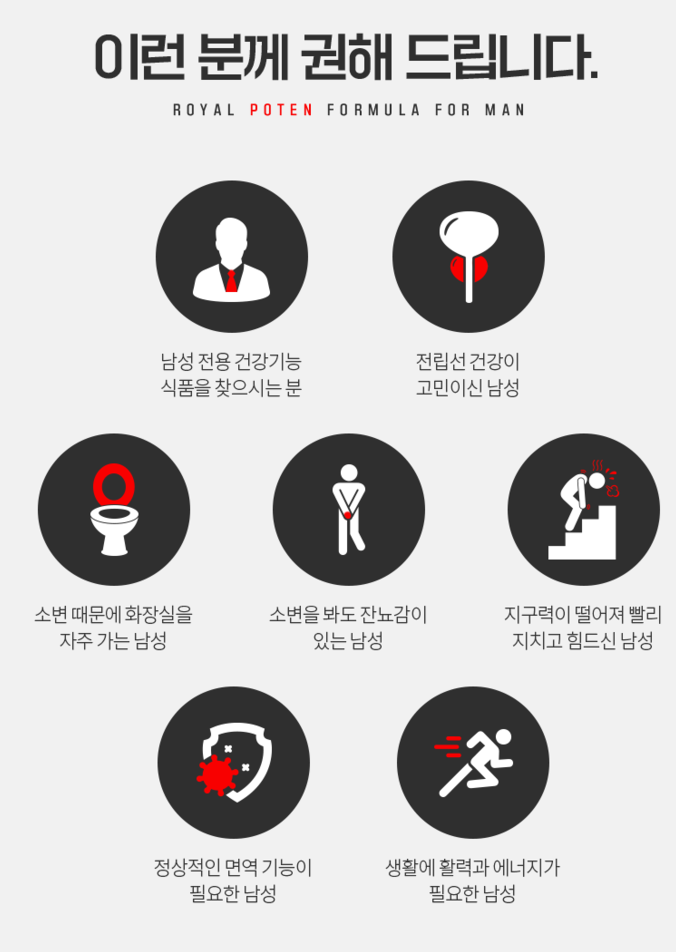 이런 분께 권해 드립니다.
ROYAL POTEN FORMULA FOR MAN
남성 전용 건강기능
식품을 찾으시는 분
전립선 건강이
고민이신 남성
소변 때문에 화장실을
자주 가는 남성
소변을 봐도 잔뇨감이
있는 남성
지구력이 떨어져 빨리
지치고 힘드신 남성
정상적인 면역 기능이
필요한 남성
생활에 활력과 에너지가
필요한 남성